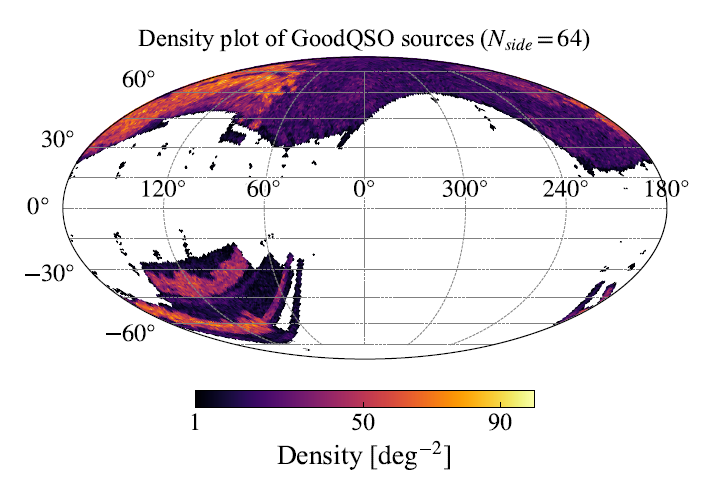 Density plot of GoodQSO sources (N_side = 64)
60°
30°
120° 60° 0° 300° 240° 180°
0°
−30°
−60°
1 50 90
Density [deg⁻²]